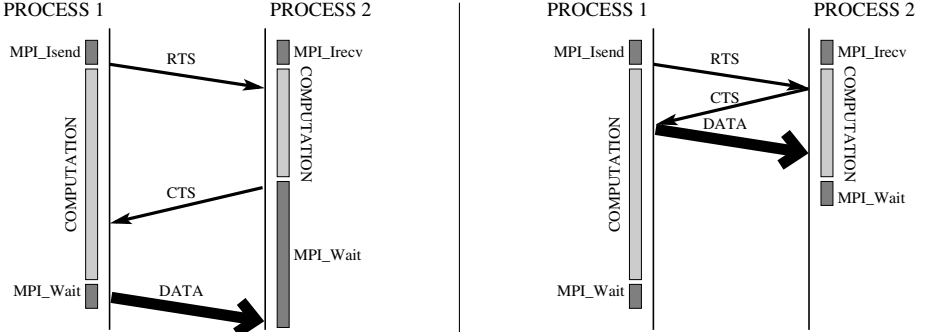 PROCESS 1
PROCESS 2
MPI_Isend
RTS
MPI_Irecv
COMPUTATION
COMPUTATION
CTS
MPI_Wait
MPI_Wait
DATA
PROCESS 1
PROCESS 2
MPI_Isend
RTS
MPI_Irecv
CTS
DATA
COMPUTATION
COMPUTATION
MPI_Wait
MPI_Wait